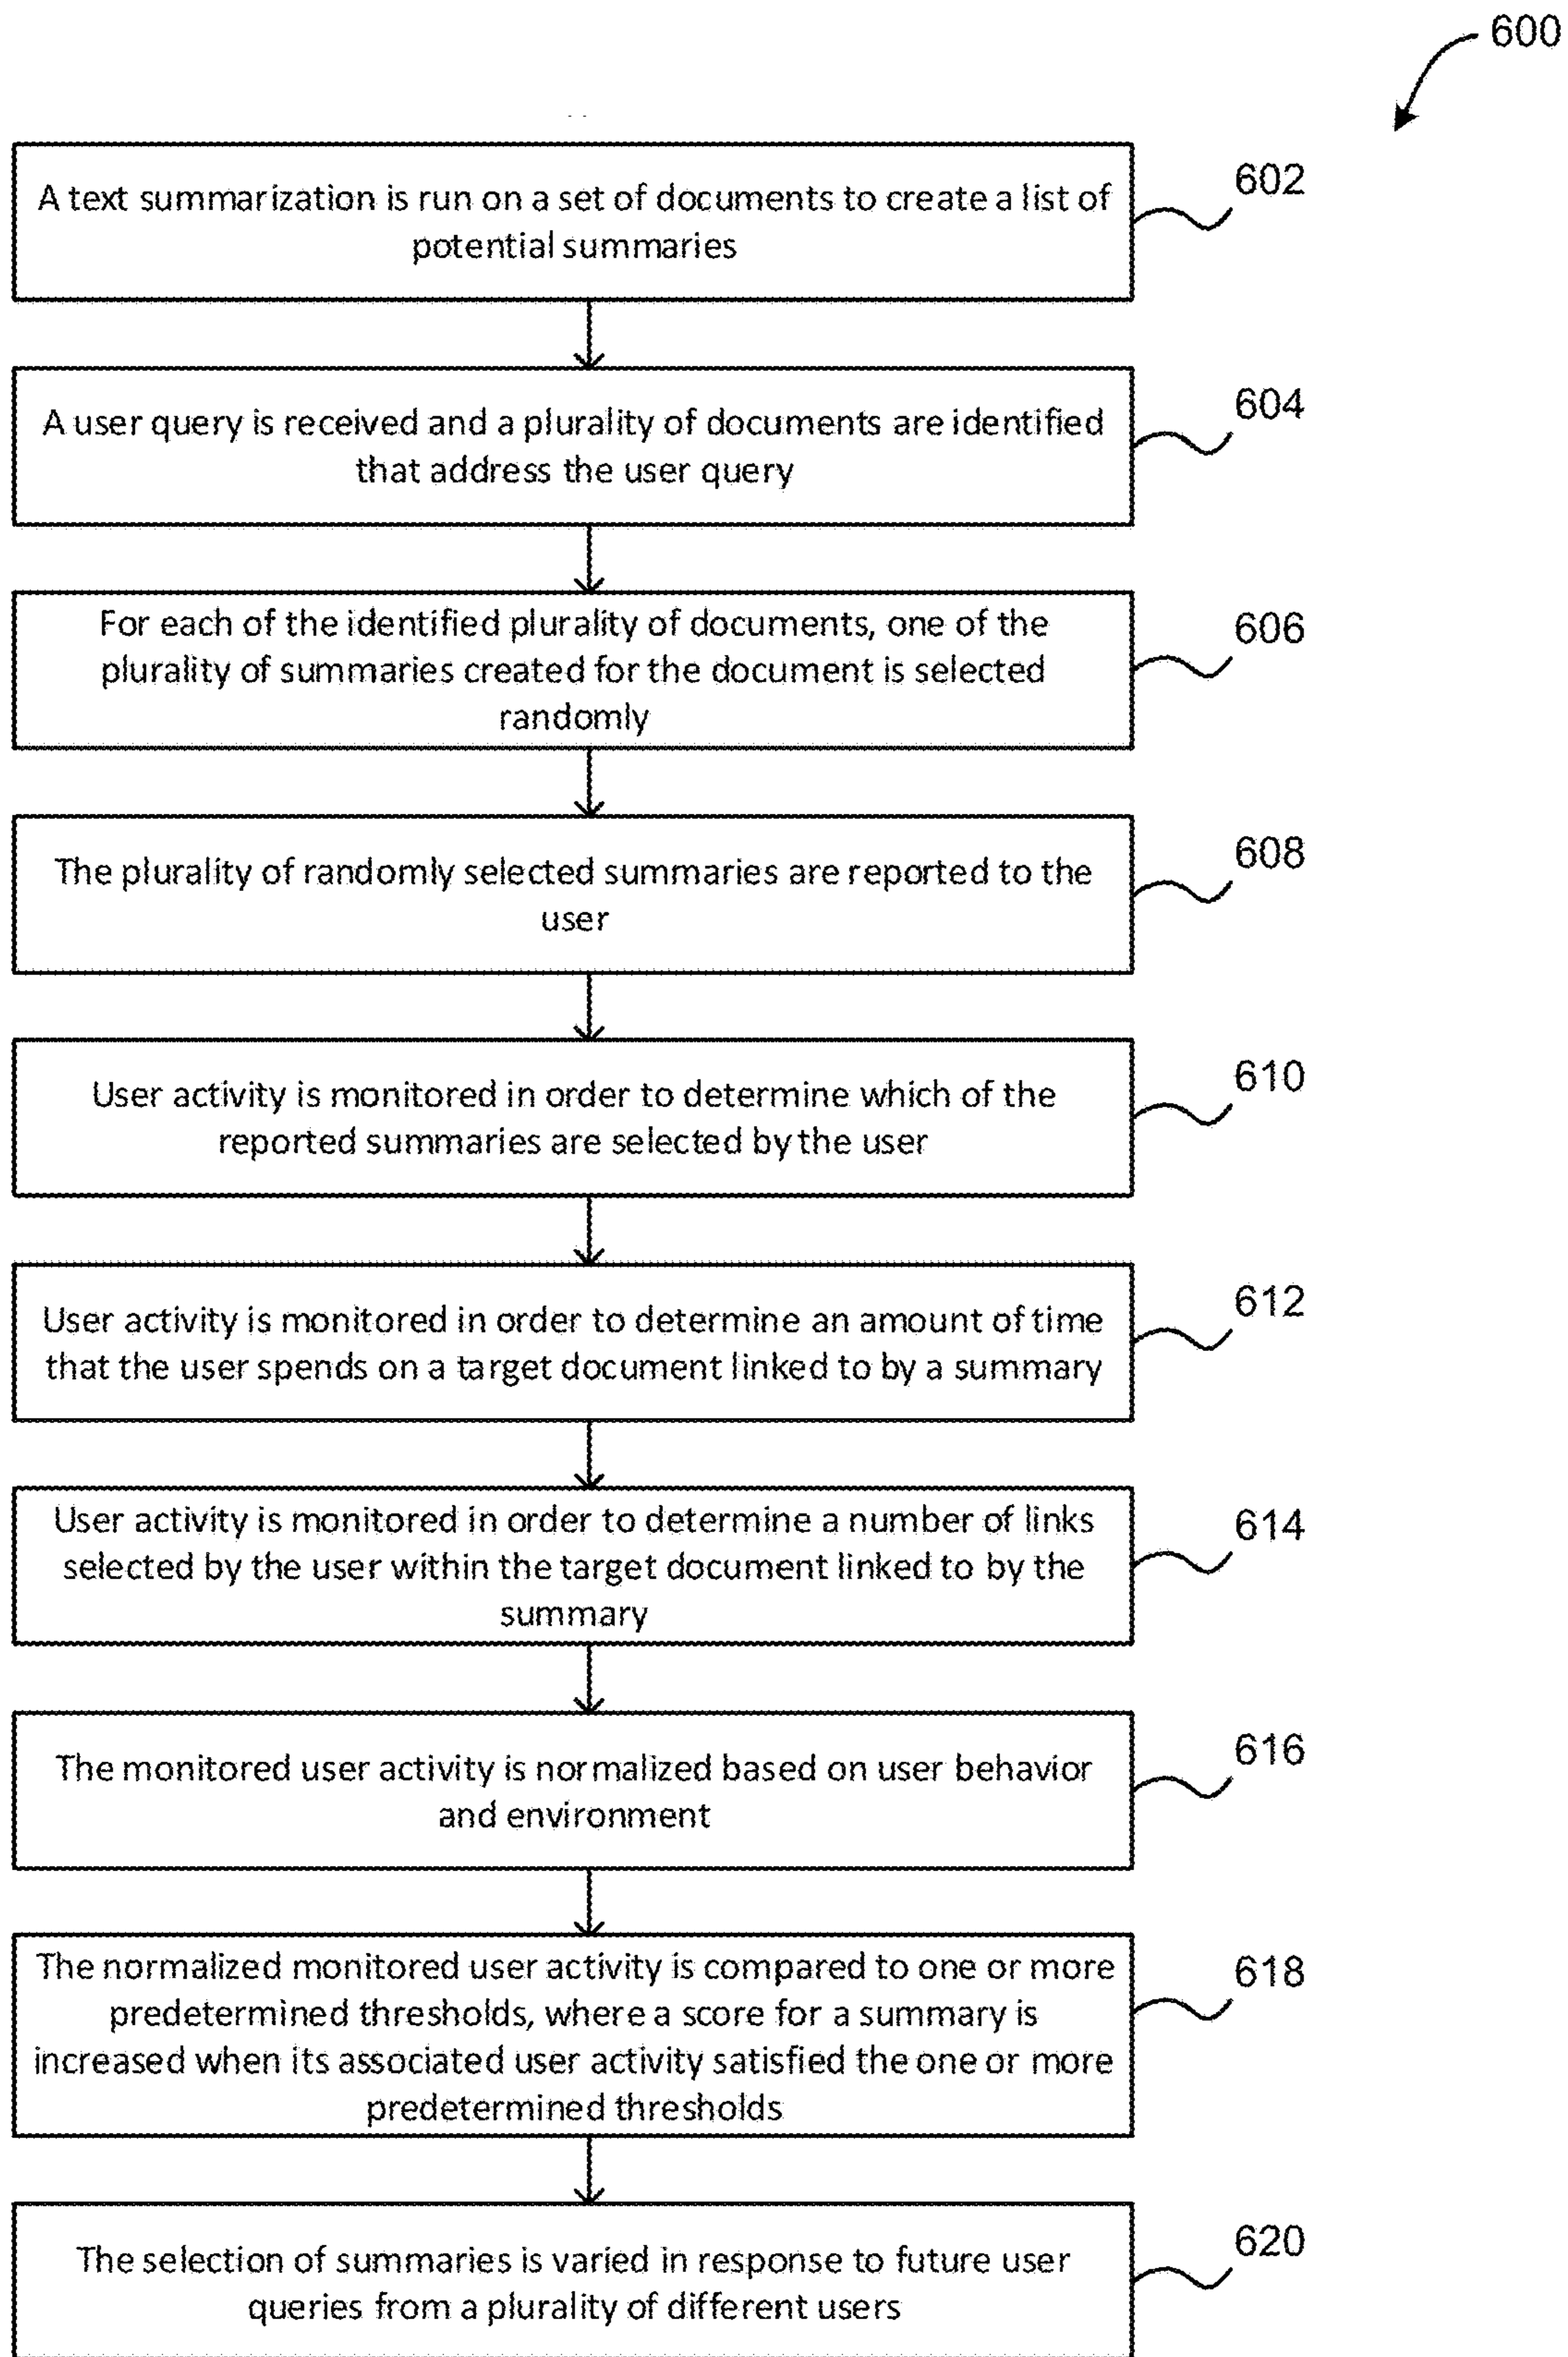 600
A text summarization is run on a set of documents to create a list of
potential summaries
602
A user query is received and a plurality of documents are identified
that address the user query
604
For each of the identified plurality of documents, one of the
plurality of summaries created for the document is selected
randomly
606
The plurality of randomly selected summaries are reported to the
user
608
User activity is monitored in order to determine which of the
reported summaries are selected by the user
610
User activity is monitored in order to determine an amount of time
that the user spends on a target document linked to by a summary
612
User activity is monitored in order to determine a number of links
selected by the user within the target document linked to by the
summary
614
The monitored user activity is normalized based on user behavior
and environment
616
The normalized monitored user activity is compared to one or more
predetermined thresholds, where a score for a summary is
increased when its associated user activity satisfied the one or more
predetermined thresholds
618
The selection of summaries is varied in response to future user
queries from a plurality of different users
620